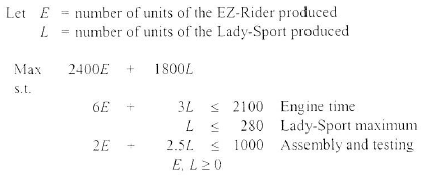 Let E = number of units of the EZ-Rider produced
L = number of units of the Lady-Sport produced
Max 2400E + 1800L
s.t.
6E + 3L ≤ 2100 Engine time
L ≤ 280 Lady-Sport maximum
2E + 2.5L ≤ 1000 Assembly and testing
E, L ≥ 0